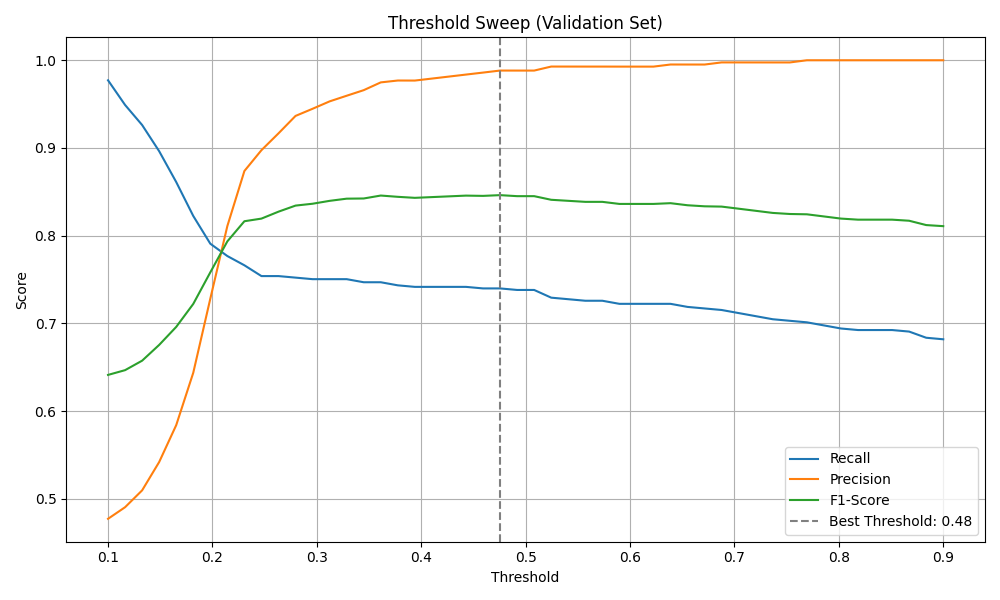 Threshold Sweep (Validation Set)
Score
1.0
0.9
0.8
0.7
0.6
0.5
Recall
Precision
F1-Score
Best Threshold: 0.48
0.1 0.2 0.3 0.4 0.5 0.6 0.7 0.8 0.9
Threshold